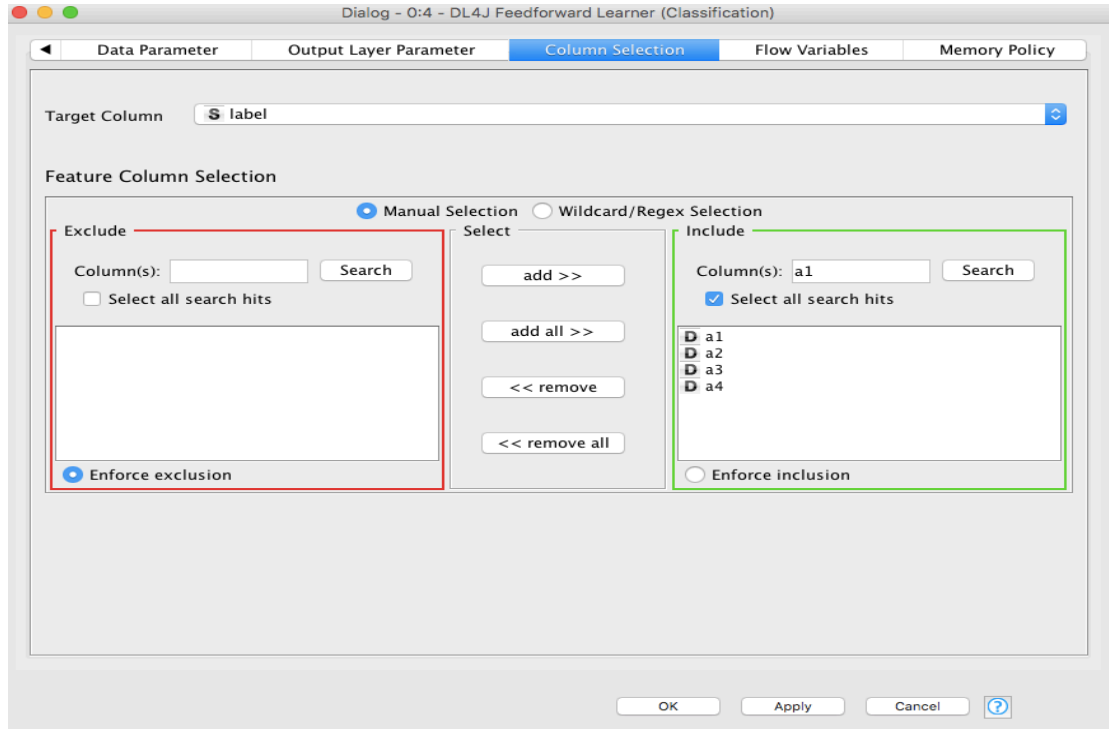 Dialog - 0:4 - DL4J Feedforward Learner (Classification)
Data Parameter Output Layer Parameter Column Selection Flow Variables Memory Policy
Target Column S label
Feature Column Selection
Manual Selection Wildcard/Regex Selection
Exclude
Column(s): Search
Select all search hits
Enforce exclusion
Select
add >>
add all >>
<< remove
<< remove all
Include
Column(s): a1 Search
Select all search hits
D a1
D a2
D a3
D a4
Enforce inclusion
OK Apply Cancel ?